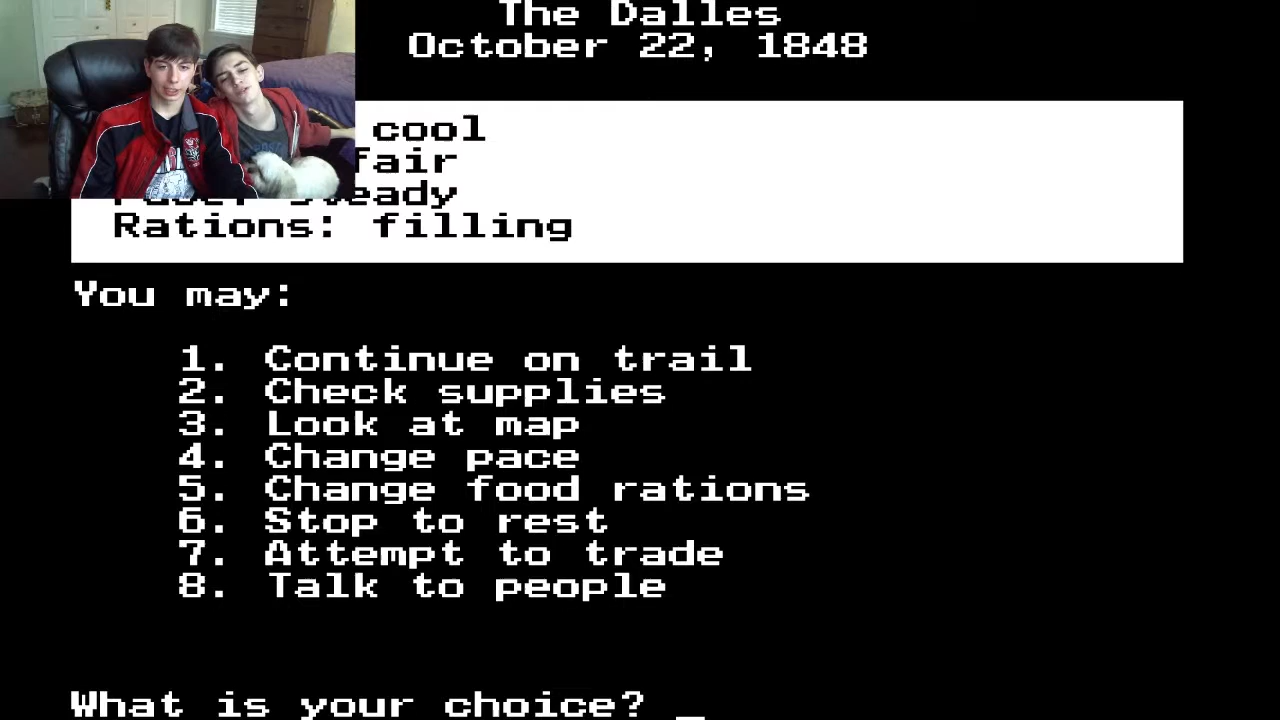 The Dalles
October 22, 1848
cool
fair
steady
Rations: filling
You may:
1. Continue on trail
2. Check supplies
3. Look at map
4. Change pace
5. Change food rations
6. Stop to rest
7. Attempt to trade
8. Talk to people
What is your choice? _